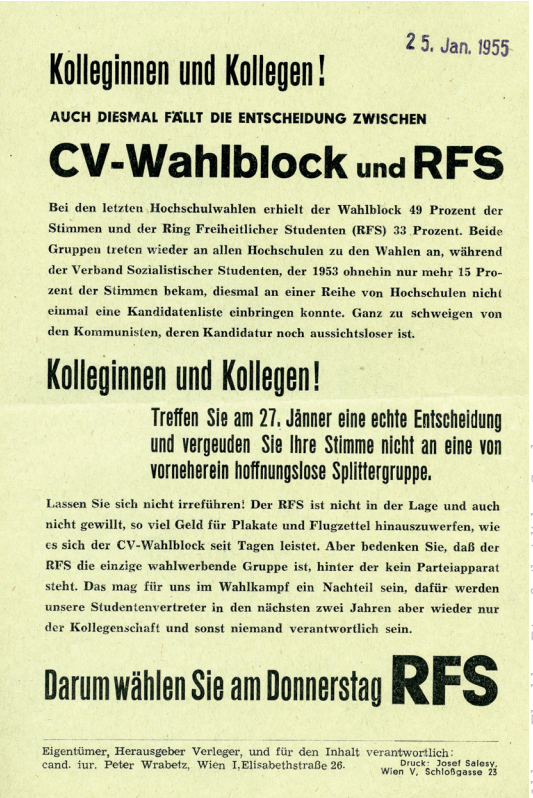 25. Jan. 1955
Kolleginnen und Kollegen!
AUCH DIESMAL FÄLLT DIE ENTSCHEIDUNG ZWISCHEN
CV-Wahlblock und RFS
Bei den letzten Hochschulwahlen erhielt der Wahlblock 49 Prozent der
Stimmen und der Ring Freiheitlicher Studenten (RFS) 33 Prozent. Beide
Gruppen treten wieder an allen Hochschulen zu den Wahlen an, während
der Verband Sozialistischer Studenten, der 1953 ohnehin nur mehr 15 Pro-
zent der Stimmen bekam, diesmal an einer Reihe von Hochschulen nicht
einmal eine Kandidatenliste einbringen konnte. Ganz zu schweigen von
den Kommunisten, deren Kandidatur noch aussichtsloser ist.
Kolleginnen und Kollegen!
Treffen Sie am 27. Jänner eine echte Entscheidung
und vergeuden Sie Ihre Stimme nicht an eine von
vorneherein hoffnungslose Splittergruppe.
Lassen Sie sich nicht irreführen! Der RFS ist nicht in der Lage und auch
nicht gewillt, so viel Geld für Plakate und Flugzettel hinauszuwerfen, wie
es sich der CV-Wahlblock seit Tagen leistet. Aber bedenken Sie, daß der
RFS die einzige wahlwerbende Gruppe ist, hinter der kein Parteiapparat
steht. Das mag für uns im Wahlkampf ein Nachteil sein, dafür werden
unsere Studentenvertreter in den nächsten zwei Jahren aber wieder nur
der Kollegenschaft und sonst niemand verantwortlich sein.
Darum wählen Sie am Donnerstag RFS
Eigentümer, Herausgeber Verleger, und für den Inhalt verantwortlich:
cand. iur. Peter Wrabetz, Wien I, Elisabethstraße 26.
Druck: Josef Salesy,
Wien V, Schloßgasse 23